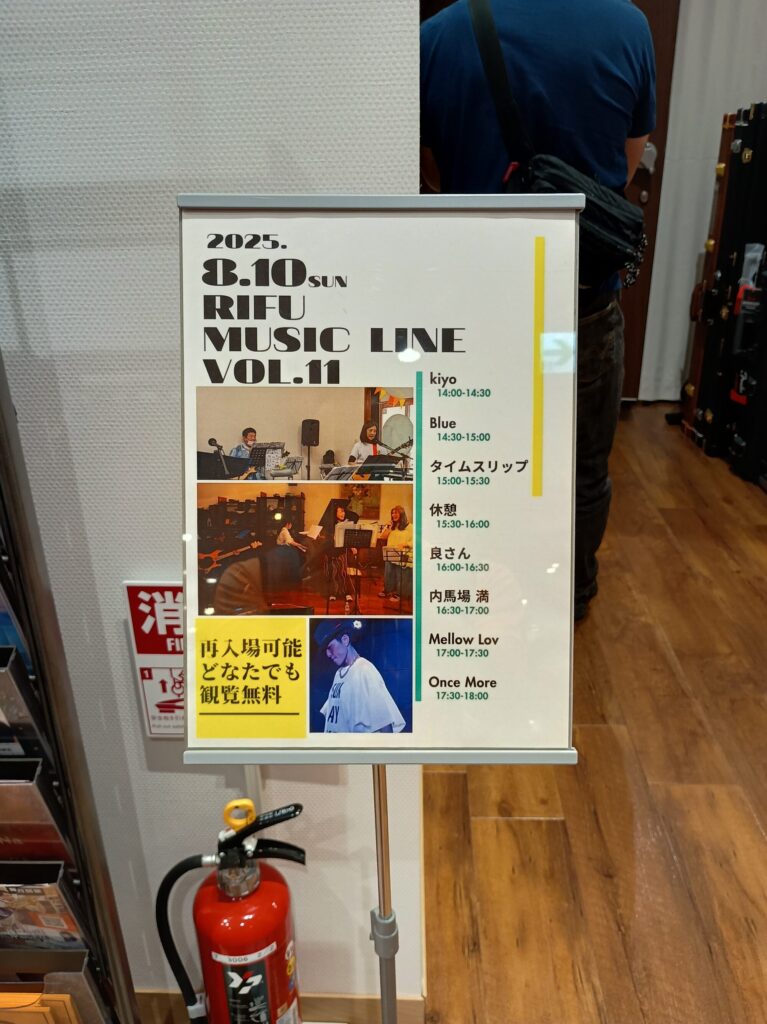 2025.
8.10 SUN
RIFU
MUSIC LINE
VOL.11
kiyo
14:00-14:30
Blue
14:30-15:00
タイムスリップ
15:00-15:30
休憩
15:30-16:00
良さん
16:00-16:30
内馬場 満
16:30-17:00
Mellow Lov
17:00-17:30
Once More
17:30-18:00
再入場可能
どなたでも
観覧無料
消
FI
1